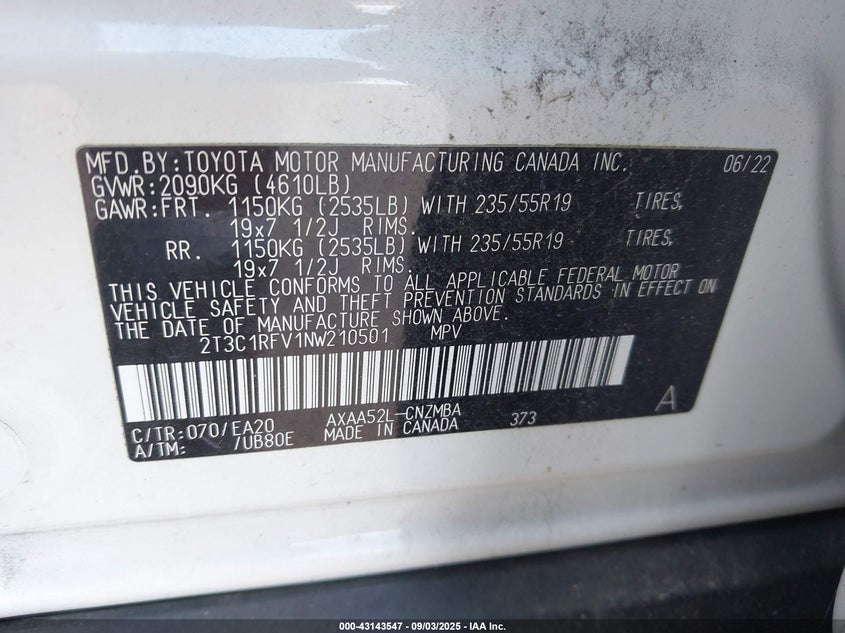 MFD.BY:TOYOTA MOTOR MANUFACTURING CANADA INC. 06/22
GVWR:2090KG (4610LB)
GAWR:FRT. 1150KG (2535LB) WITH 235/55R19 TIRES,
19x7 1/2J RIMS.
RR. 1150KG (2535LB) WITH 235/55R19 TIRES,
19x7 1/2J RIMS.
THIS VEHICLE CONFORMS TO ALL APPLICABLE FEDERAL MOTOR
VEHICLE SAFETY AND THEFT PREVENTION STANDARDS IN EFFECT ON
THE DATE OF MANUFACTURE SHOWN ABOVE.
2T3C1RFV1NW210501 MPV
C/TR:070/EA20 AXAA52L-CNZMBA 373 A
A/TM: /UB80E MADE IN CANADA
000-43143547 - 09/03/2025 - IAA Inc.